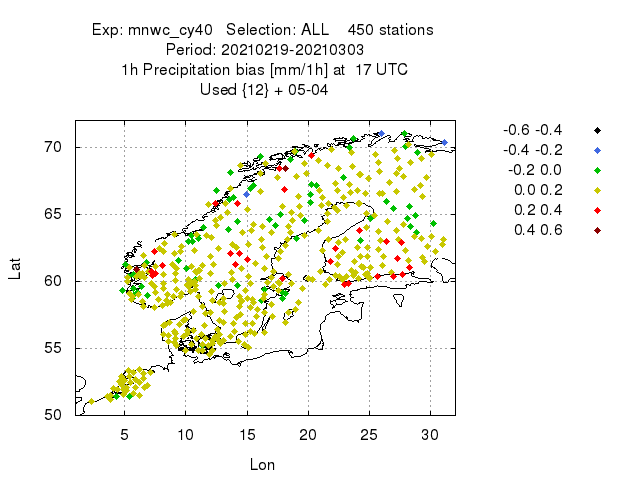 Exp: mnwc_cy40 Selection: ALL 450 stations
Period: 20210219-20210303
1h Precipitation bias [mm/1h] at 17 UTC
Used {12} + 05-04
-0.6 -0.4
-0.4 -0.2
-0.2 0.0
0.0 0.2
0.2 0.4
0.4 0.6
Lat
70
65
60
55
50
5 10 15 20 25 30
Lon